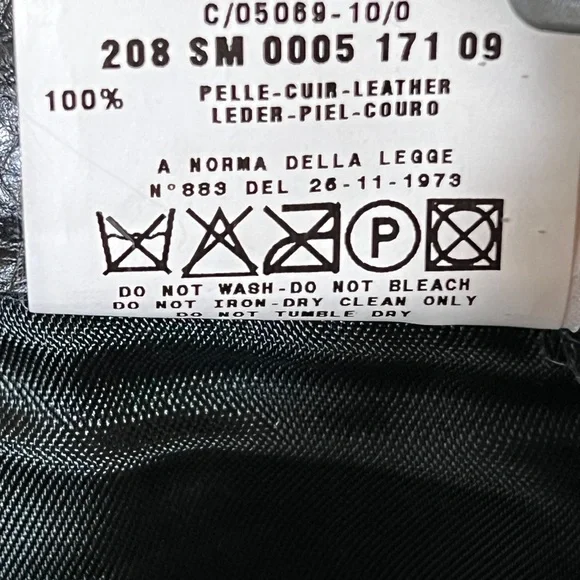 C/05069-10/0
208 SM 0005 171 09
100% PELLE-CUIR-LEATHER
LEDER-PIEL-COURO
A NORMA DELLA LEGGE
N°883 DEL 26-11-1973
P
DO NOT WASH-DO NOT BLEACH
DO NOT IRON-DRY CLEAN ONLY
DO NOT TUMBLE DRY